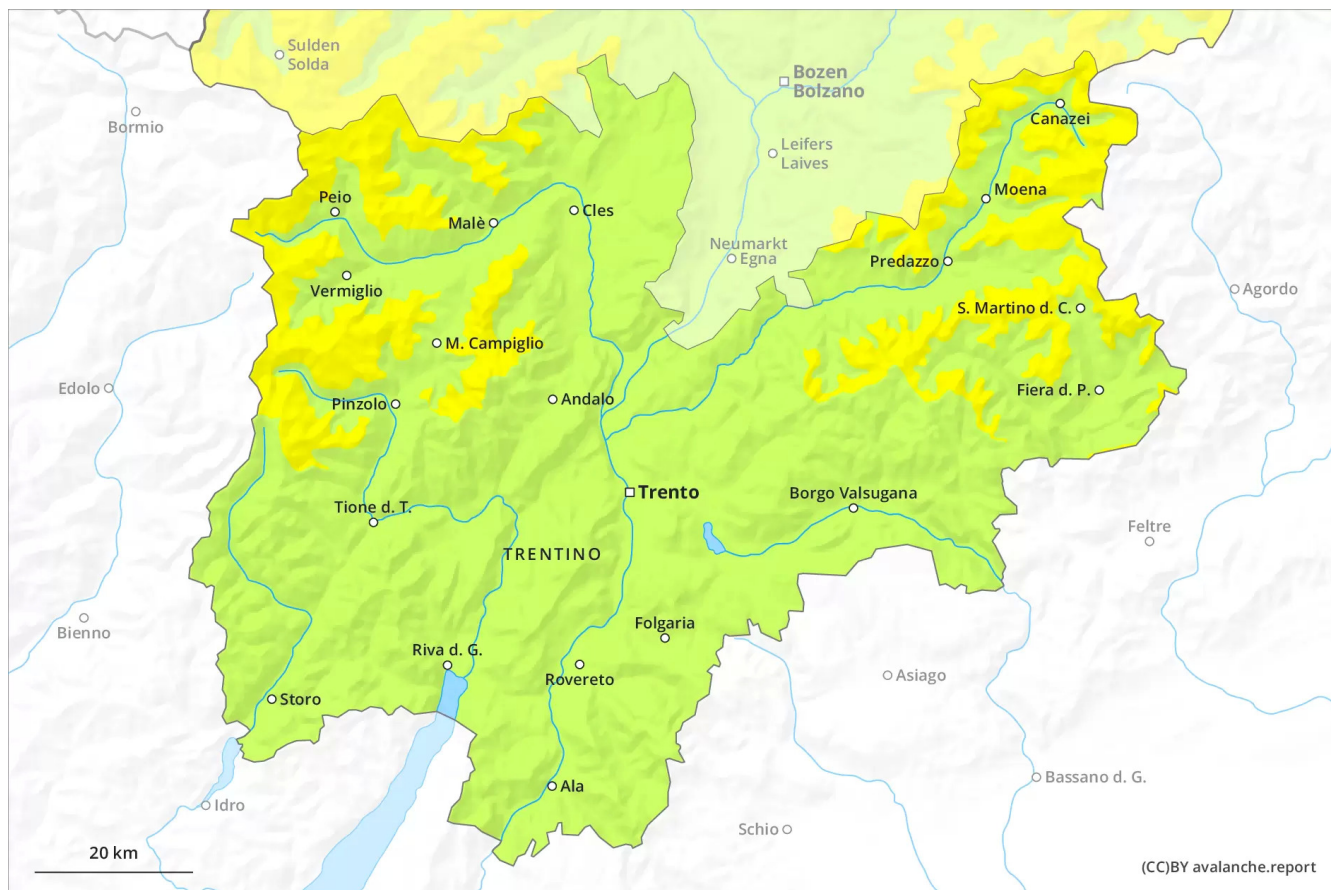 Sulden
Solda
Bozen
Bolzano
Bormio
Canazei
Leifers
Laives
Peio
Moena
Malè
Cles
Neumarkt
Egna
Predazzo
Vermiglio
Agordo
S. Martino d. C.
M. Campiglio
Edolo
Andalo
Fiera d. P.
Pinzolo
Trento
Borgo Valsugana
Tione d. T.
Feltre
TRENTINO
Bienno
Folgaria
Riva d. G.
Asiago
Rovereto
Storo
Bassano d. G.
Ala
Idro
Schio
20 km
(CC)BY avalanche.report